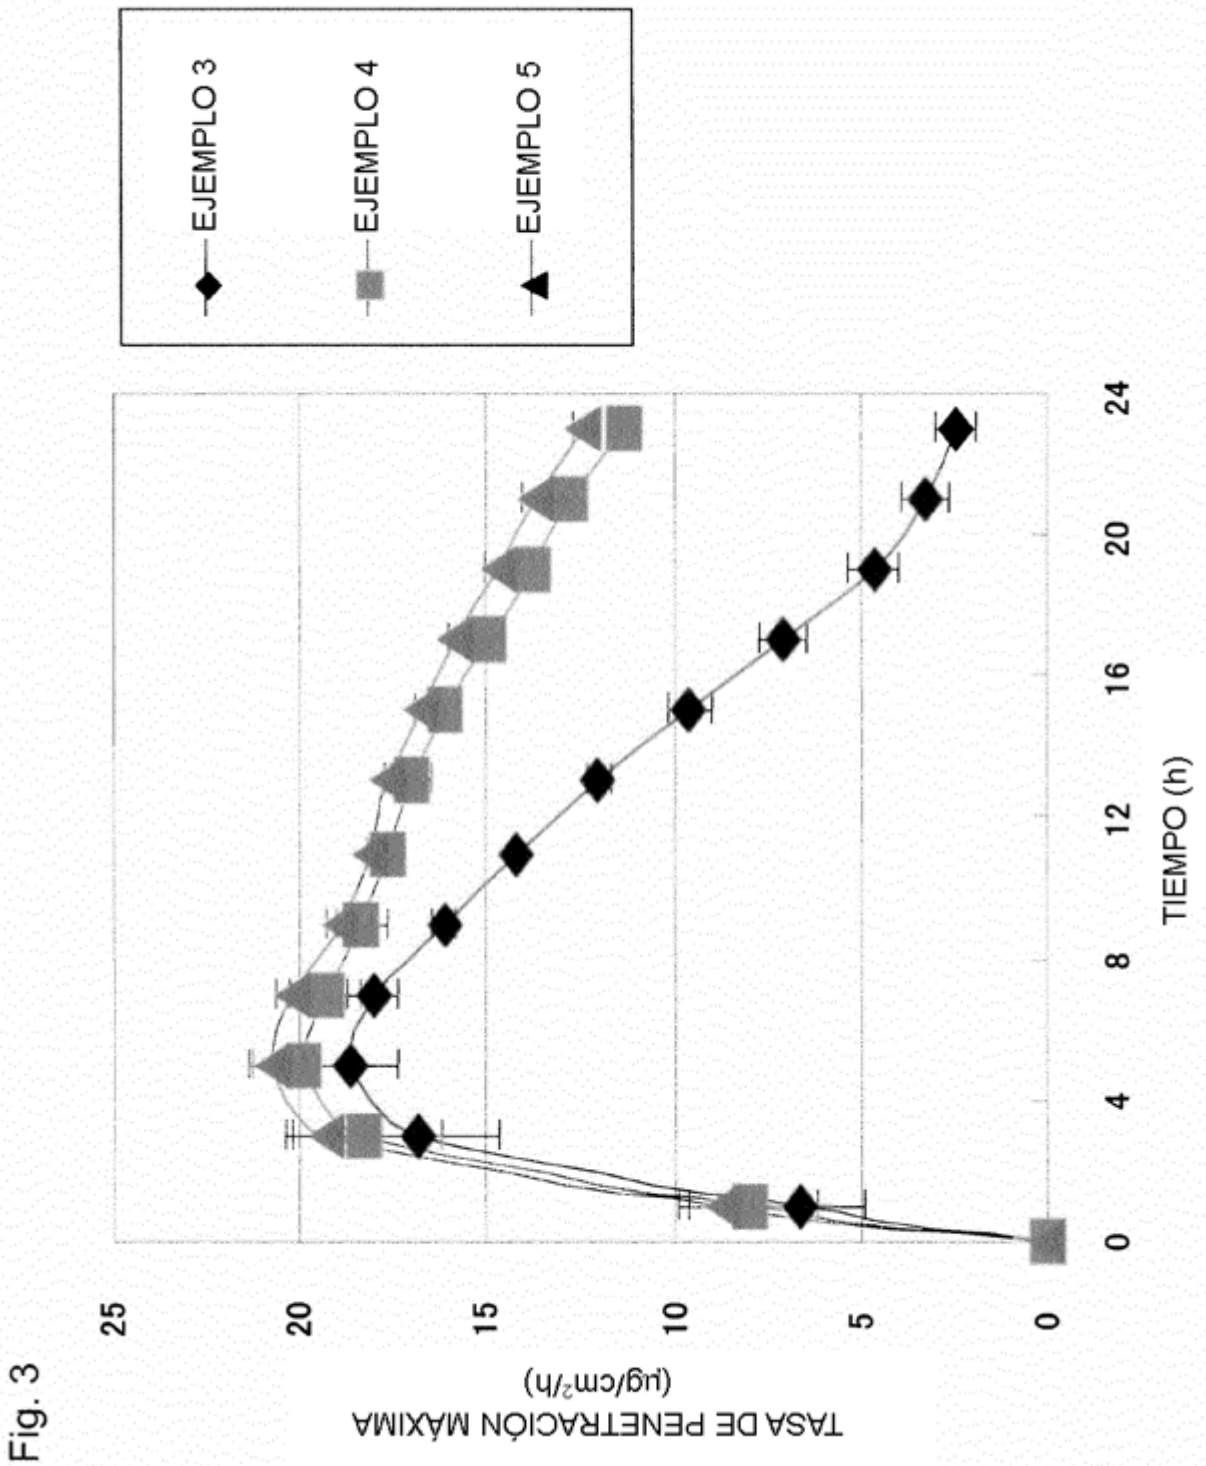 Fig. 3
TASA DE PENETRACIÓN MÁXIMA
(µg/cm²/h)
25
20
15
10
5
0
0
4
8
12
16
20
24
TIEMPO (h)
EJEMPLO 3
EJEMPLO 4
EJEMPLO 5